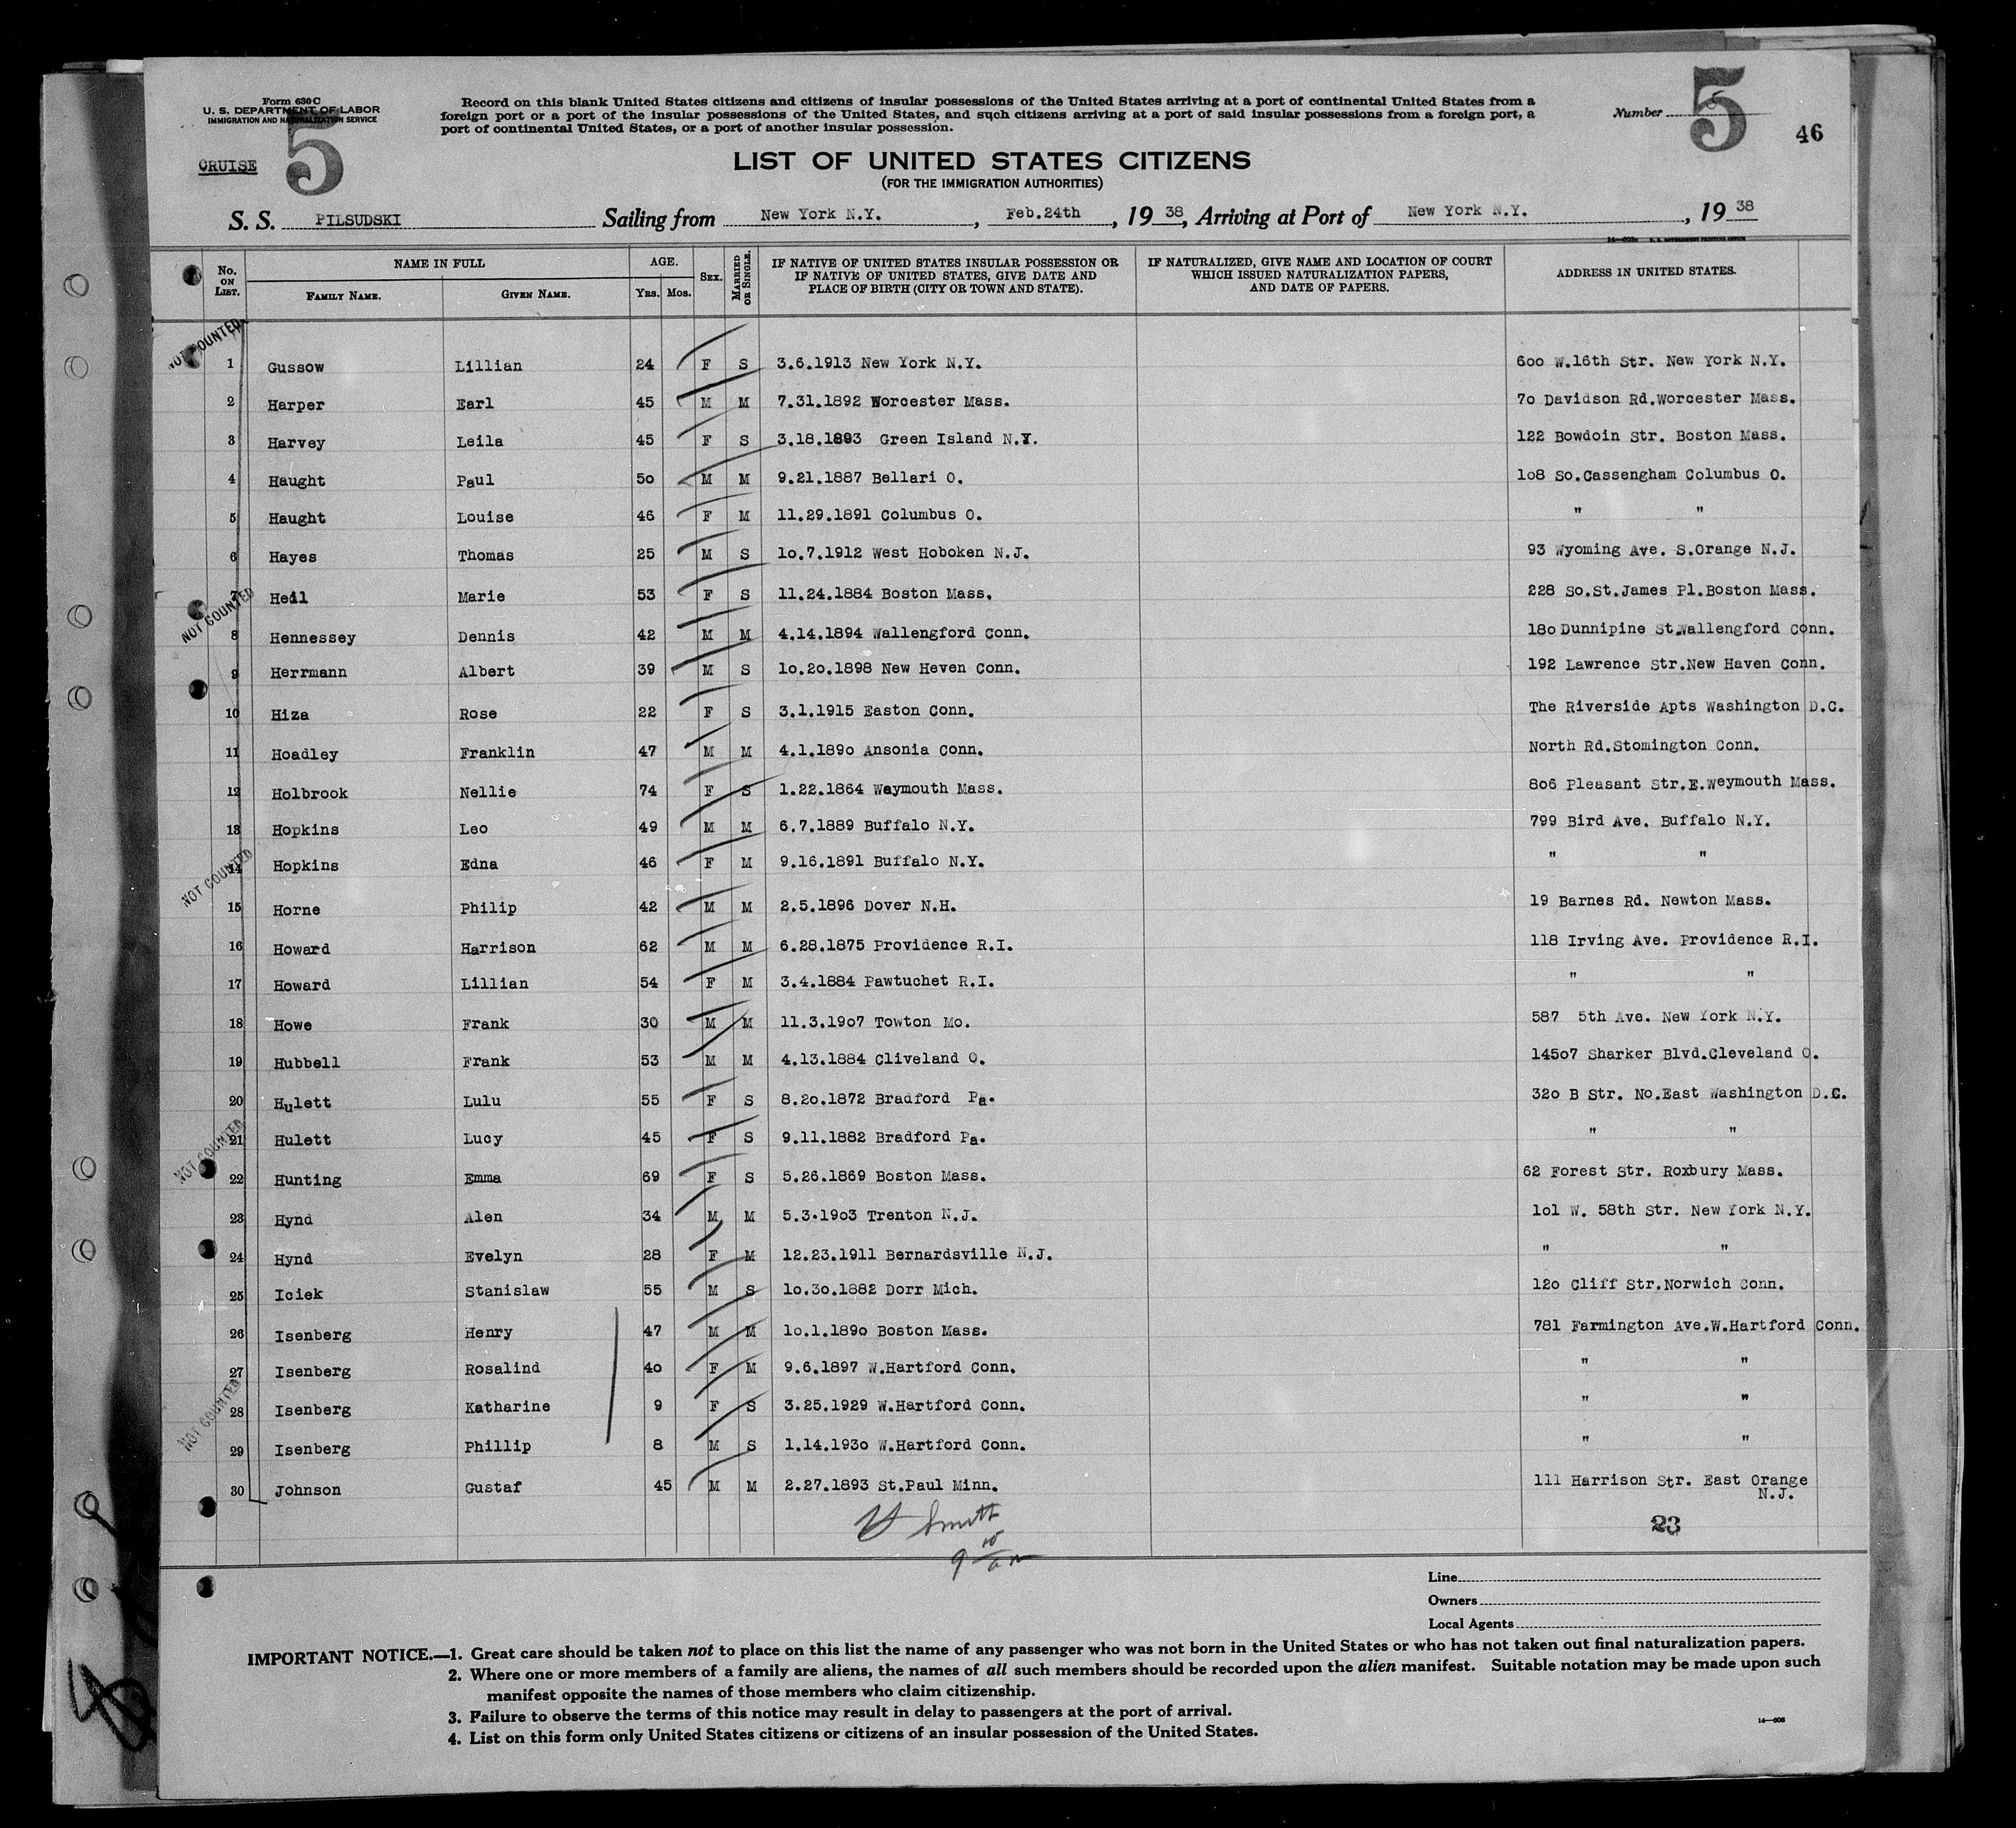 Form 630 C
U. S. DEPARTMENT OF LABOR
IMMIGRATION AND NATURALIZATION SERVICE
CRUISE
5
Record on this blank United States citizens and citizens of insular possessions of the United States arriving at a port of continental United States from a
foreign port or a port of the insular possessions of the United States, and such citizens arriving at a port of said insular possessions from a foreign port, a
port of continental United States, or a port of another insular possession.
Number 5
46
LIST OF UNITED STATES CITIZENS
(FOR THE IMMIGRATION AUTHORITIES)
S. S. PILSUDSKI Sailing from New York N.Y. , Feb.24th , 19 38, Arriving at Port of New York N.Y. , 19 38
No. ON LIST. NAME IN FULL FAMILY NAME. GIVEN NAME. AGE. YRS. MOS. SEX. MARRIED OR SINGLE. IF NATIVE OF UNITED STATES INSULAR POSSESSION OR IF NATIVE OF UNITED STATES, GIVE DATE AND PLACE OF BIRTH (CITY OR TOWN AND STATE). IF NATURALIZED, GIVE NAME AND LOCATION OF COURT WHICH ISSUED NATURALIZATION PAPERS, AND DATE OF PAPERS. ADDRESS IN UNITED STATES.
NOT COUNTED
1 Gussow Lillian 24 F S 3.6.1913 New York N.Y. 600 W.16th Str. New York N.Y.
2 Harper Earl 45 M M 7.31.1892 Worcester Mass. 70 Davidson Rd.Worcester Mass.
3 Harvey Leila 45 F S 3.18.1893 Green Island N.Y. 122 Bowdoin Str. Boston Mass.
4 Haught Paul 50 M M 9.21.1887 Bellari O. 108 So.Cassengham Columbus O.
5 Haught Louise 46 F M 11.29.1891 Columbus O. " "
6 Hayes Thomas 25 M S 10.7.1912 West Hoboken N.J. 93 Wyoming Ave. S.Orange N.J.
7 Heil Marie 53 F S 11.24.1884 Boston Mass. 228 So.St.James Pl.Boston Mass.
NOT COUNTED
8 Hennessey Dennis 42 M M 4.14.1894 Wallengford Conn. 180 Dunnipine St.Wallengford Conn.
9 Herrmann Albert 39 M S 10.20.1898 New Heven Conn. 192 Lawrence Str.New Haven Conn.
10 Hiza Rose 22 F S 3.1.1915 Easton Conn. The Riverside Apts Washington D.C.
11 Hoadley Franklin 47 M M 4.1.1890 Ansonia Conn. North Rd.Stomington Conn.
12 Holbrook Nellie 74 F S 1.22.1864 Waymouth Mass. 806 Pleasant Str.E.Weymouth Mass.
13 Hopkins Leo 49 M M 6.7.1889 Buffalo N.Y. 799 Bird Ave. Buffalo N.Y.
14 Hopkins Edna 46 F M 9.16.1891 Buffalo N.Y. " "
NOT COUNTED
15 Horne Philip 42 M M 2.5.1896 Dover N.H. 19 Barnes Rd. Newton Mass.
16 Howard Harrison 62 M M 6.28.1875 Providence R.I. 118 Irving Ave. Providence R.I.
17 Howard Lillian 54 F M 3.4.1884 Pawtuchet R.I. " "
18 Howe Frank 30 M M 11.3.1907 Towton Mo. 587 5th Ave. New York N.Y.
19 Hubbell Frank 53 M M 4.13.1884 Cliveland O. 14507 Sharker Blvd.Cleveland O.
20 Hulett Lulu 55 F S 8.20.1872 Bradford Pa. 320 B Str. No.East Washington D.C.
21 Hulett Lucy 45 F S 9.11.1882 Bradford Pa. " "
NOT COUNTED
22 Hunting Emma 69 F S 5.26.1869 Boston Mass. 62 Forest Str. Roxbury Mass.
23 Hynd Alen 34 M M 5.3.1903 Trenton N.J. 101 W. 58th Str. New York N.Y.
24 Hynd Evelyn 28 F M 12.23.1911 Bernardsville N.J. " "
25 Iciek Stanislaw 55 M S 10.30.1882 Dorr Mich. 120 Cliff Str.Norwich Conn.
26 Isenberg Henry 47 M M 10.1.1890 Boston Mass. 781 Farmington Ave.W.Hartford Conn.
27 Isenberg Rosalind 40 F M 9.6.1897 W.Hartford Conn. " "
28 Isenberg Katharine 9 F S 3.25.1929 W.Hartford Conn. " "
NOT COUNTED
29 Isenberg Phillip 8 M S 1.14.1930 W.Hartford Conn. " "
30 Johnson Gustaf 45 M M 2.27.1893 St.Paul Minn. 111 Harrison Str. East Orange
N.J.
Smith
23
Line
Owners
Local Agents
IMPORTANT NOTICE.—1. Great care should be taken not to place on this list the name of any passenger who was not born in the United States or who has not taken out final naturalization papers.
2. Where one or more members of a family are aliens, the names of all such members should be recorded upon the alien manifest. Suitable notation may be made upon such
manifest opposite the names of those members who claim citizenship.
3. Failure to observe the terms of this notice may result in delay to passengers at the port of arrival.
4. List on this form only United States citizens or citizens of an insular possession of the United States.